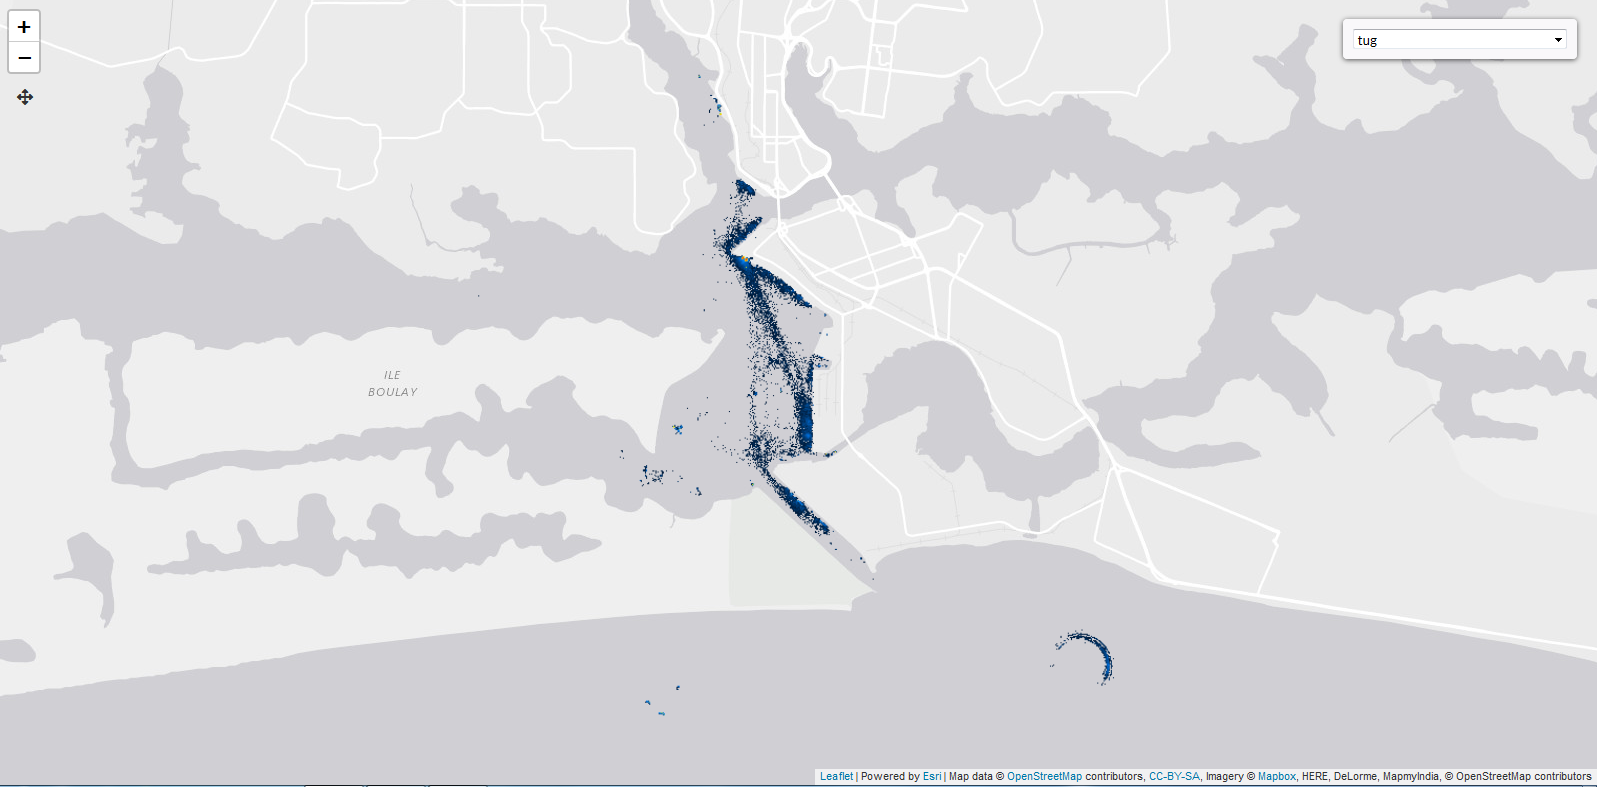 +
−
tug
ILE
BOULAY
Leaflet | Powered by Esri | Map data © OpenStreetMap contributors, CC-BY-SA, Imagery © Mapbox, HERE, DeLorme, MapmyIndia, © OpenStreetMap contributors